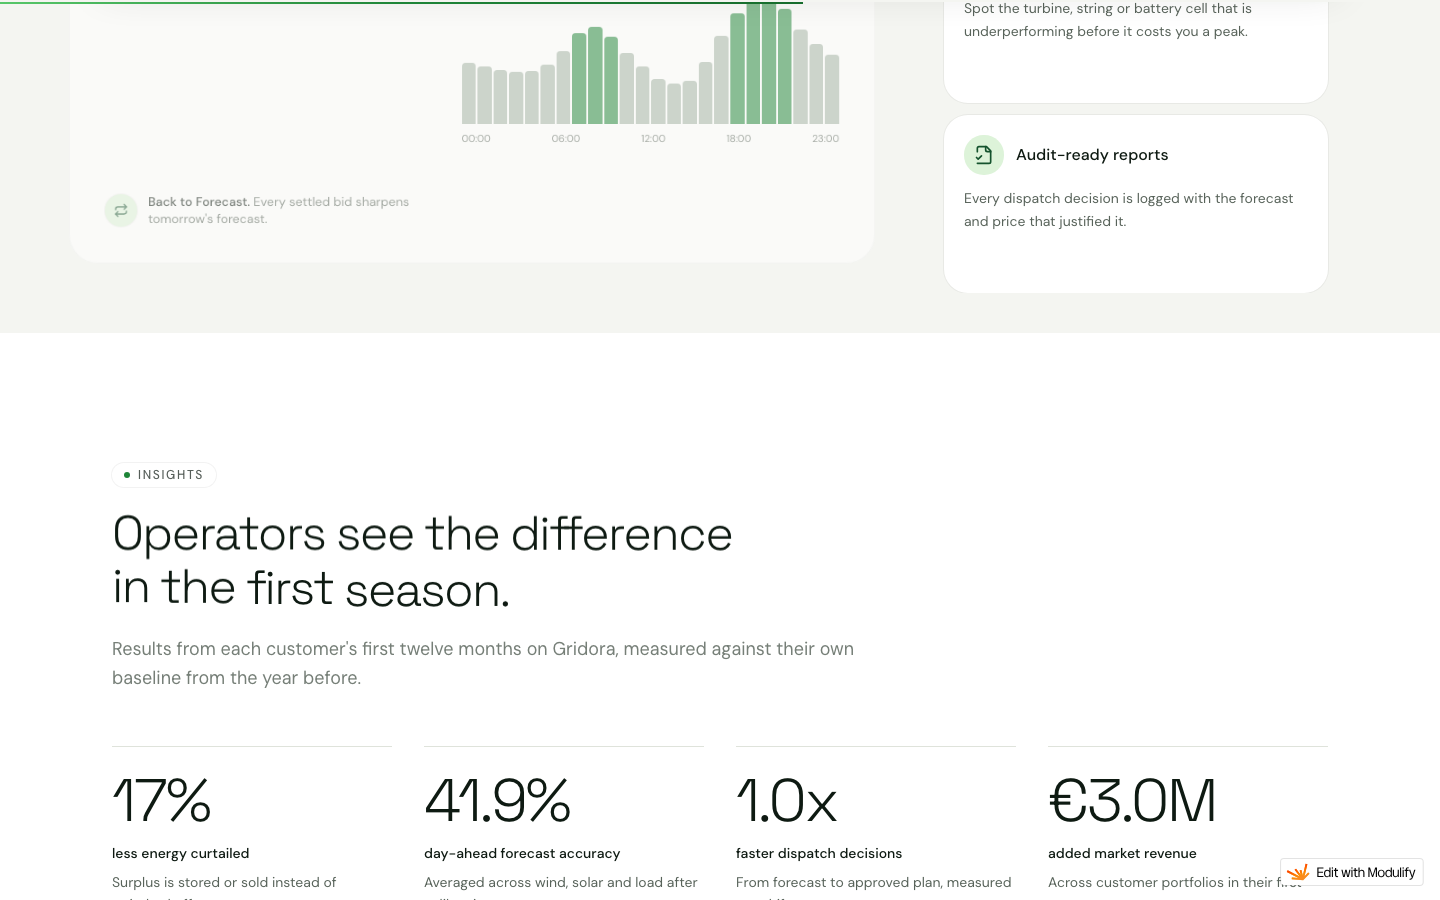 Spot the turbine, string or battery cell that is
underperforming before it costs you a peak.
00:00 06:00 12:00 18:00 23:00
Audit-ready reports
Every dispatch decision is logged with the forecast
and price that justified it.
Back to Forecast. Every settled bid sharpens
tomorrow's forecast.
INSIGHTS
Operators see the difference
in the first season.
Results from each customer's first twelve months on Gridora, measured against their own
baseline from the year before.
17%
less energy curtailed
Surplus is stored or sold instead of
41.9%
day-ahead forecast accuracy
Averaged across wind, solar and load after
1.0x
faster dispatch decisions
From forecast to approved plan, measured
€3.0M
added market revenue
Across customer portfolios in their first
Edit with Modulify